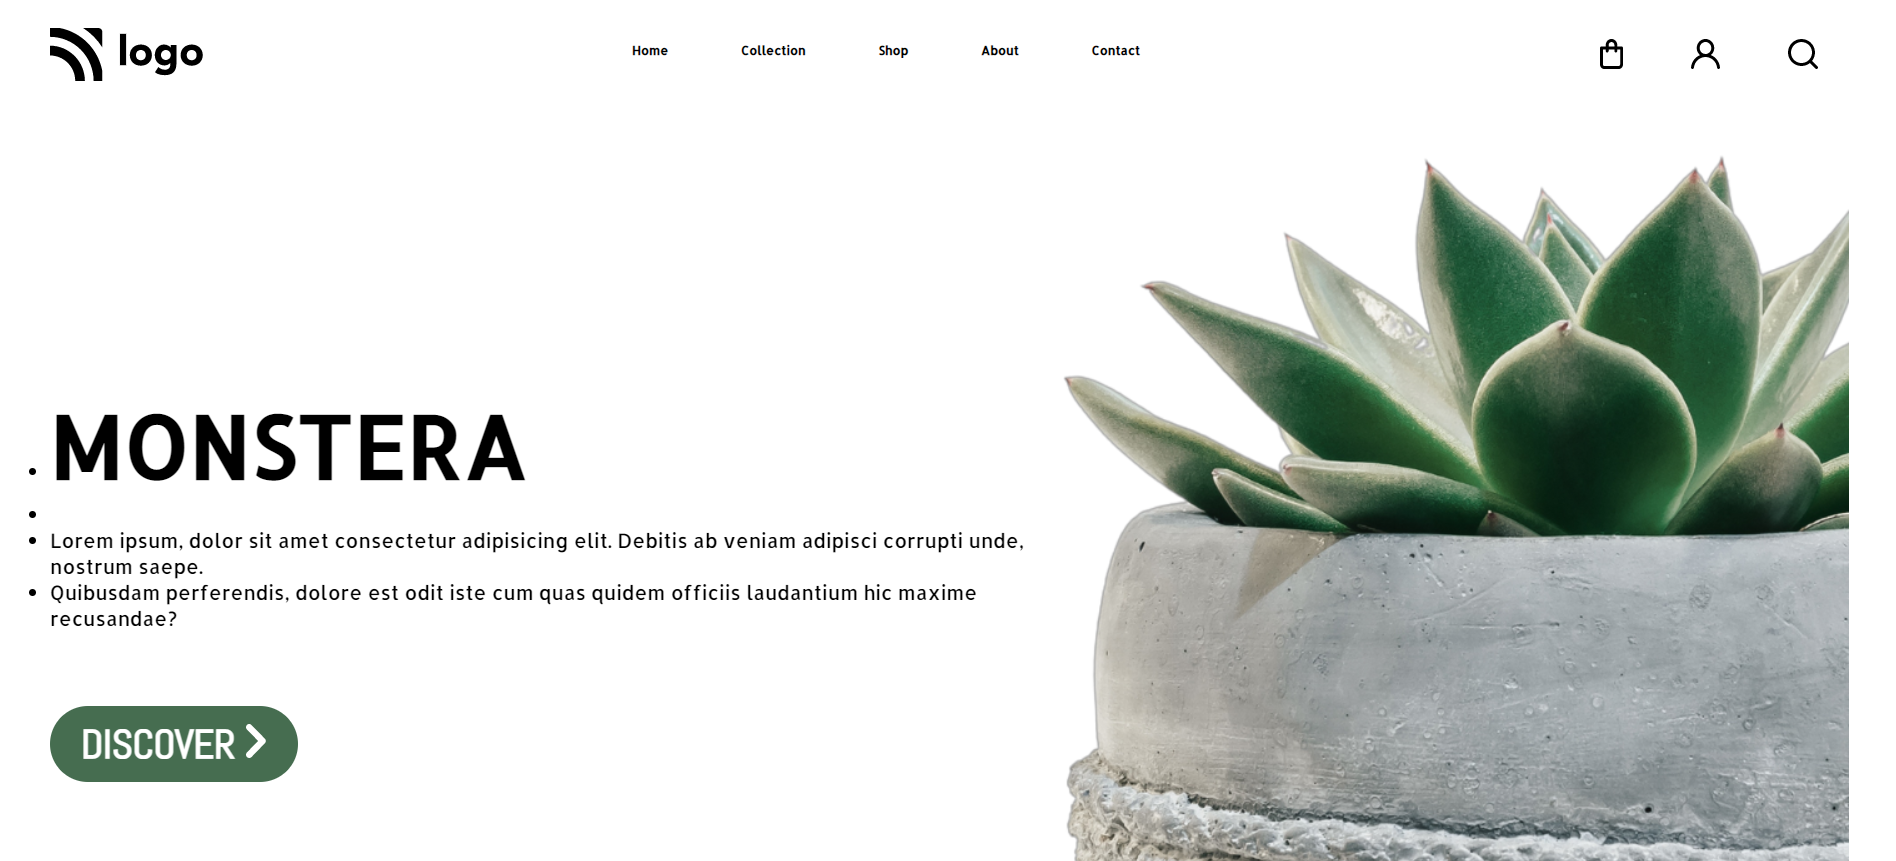 logo
Home Collection Shop About Contact
MONSTERA
Lorem ipsum, dolor sit amet consectetur adipisicing elit. Debitis ab veniam adipisci corrupti unde,
nostrum saepe.
Quibusdam perferendis, dolore est odit iste cum quas quidem officiis laudantium hic maxime
recusandae?
DISCOVER